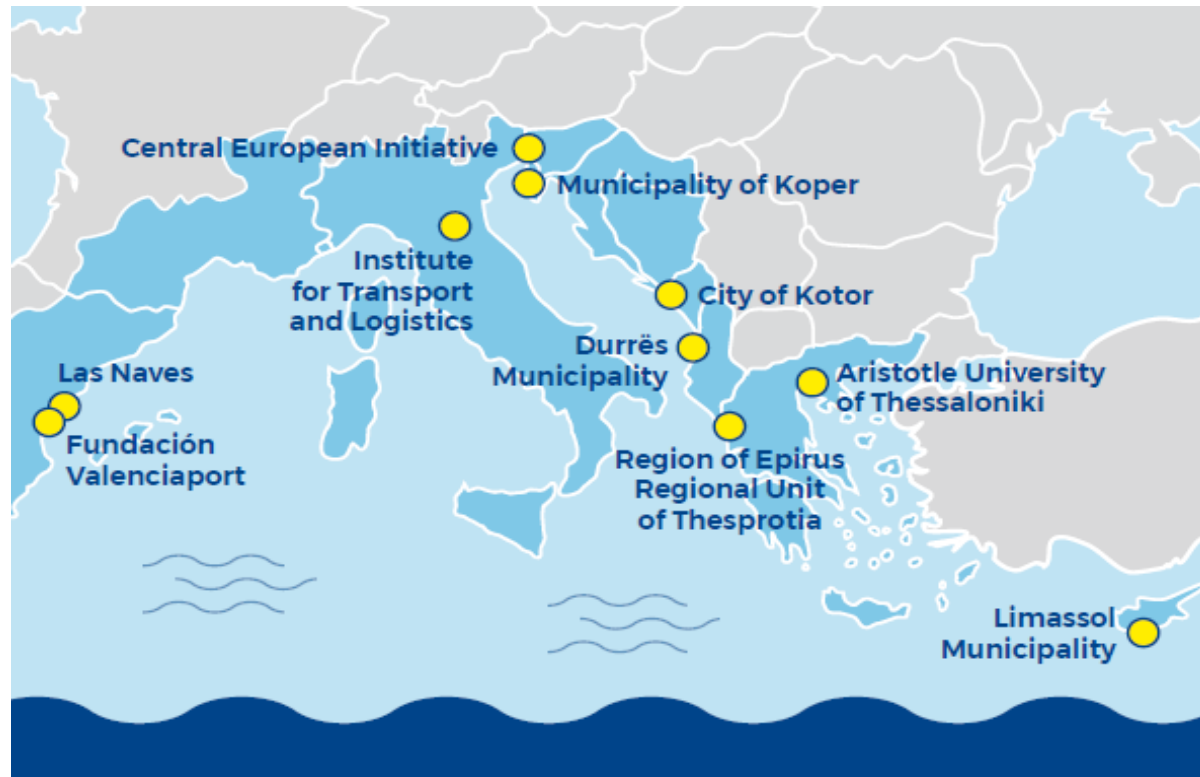 Central European Initiative
Municipality of Koper
Institute
for Transport
and Logistics
City of Kotor
Durrës
Municipality
Las Naves
Aristotle University
of Thessaloniki
Fundación
Valenciaport
Region of Epirus
Regional Unit
of Thesprotia
Limassol
Municipality